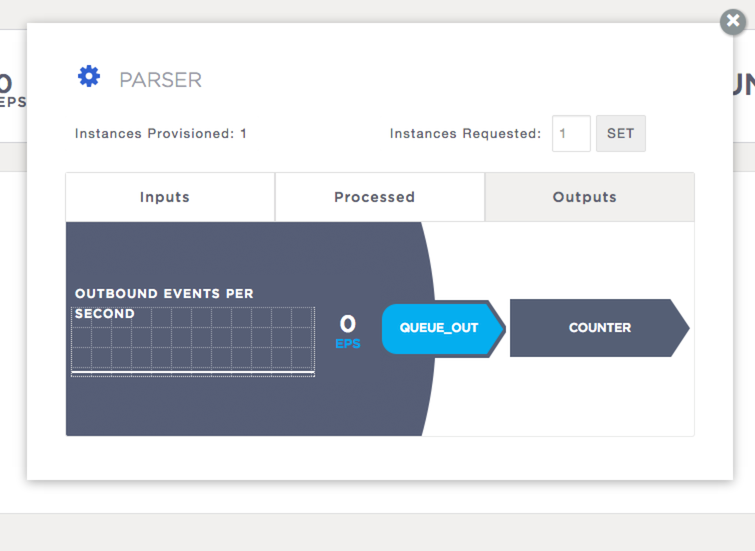 0
EPS
UN
PARSER
Instances Provisioned: 1
Instances Requested: 1 SET
Inputs Processed Outputs
OUTBOUND EVENTS PER
SECOND
0
EPS
QUEUE_OUT
COUNTER